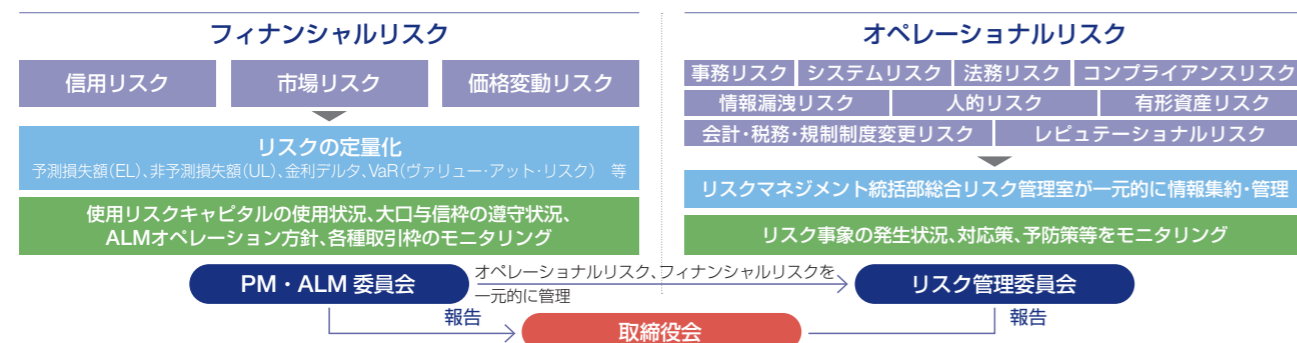 フィナンシャルリスク
信用リスク
市場リスク
価格変動リスク
リスクの定量化
予測損失額(EL)、非予測損失額(UL)、金利デルタ、VaR(ヴァリュー・アット・リスク) 等
使用リスクキャピタルの使用状況、大口与信枠の遵守状況、
ALMオペレーション方針、各種取引枠のモニタリング
オペレーショナルリスク
事務リスク
システムリスク
法務リスク
コンプライアンスリスク
情報漏洩リスク
人的リスク
有形資産リスク
会計・税務・規制制度変更リスク
レピュテーショナルリスク
リスクマネジメント統括部総合リスク管理室が一元的に情報集約・管理
リスク事象の発生状況、対応策、予防策等をモニタリング
PM・ALM 委員会
オペレーショナルリスク、フィナンシャルリスクを
一元的に管理
リスク管理委員会
報告
取締役会
報告